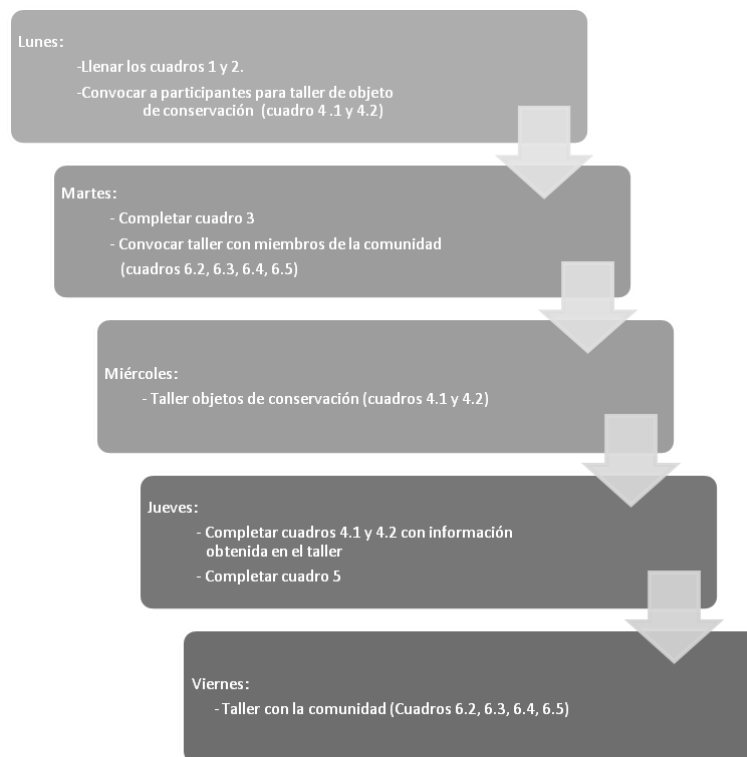 Lunes:
-Llenar los cuadros 1 y 2.
-Convocar a participantes para taller de objeto
de conservación (cuadro 4 .1 y 4.2)
Martes:
- Completar cuadro 3
- Convocar taller con miembros de la comunidad
(cuadros 6.2, 6.3, 6.4, 6.5)
Miércoles:
- Taller objetos de conservación (cuadros 4.1 y 4.2)
Jueves:
- Completar cuadros 4.1 y 4.2 con información
obtenida en el taller
- Completar cuadro 5
Viernes:
- Taller con la comunidad (Cuadros 6.2, 6.3, 6.4, 6.5)